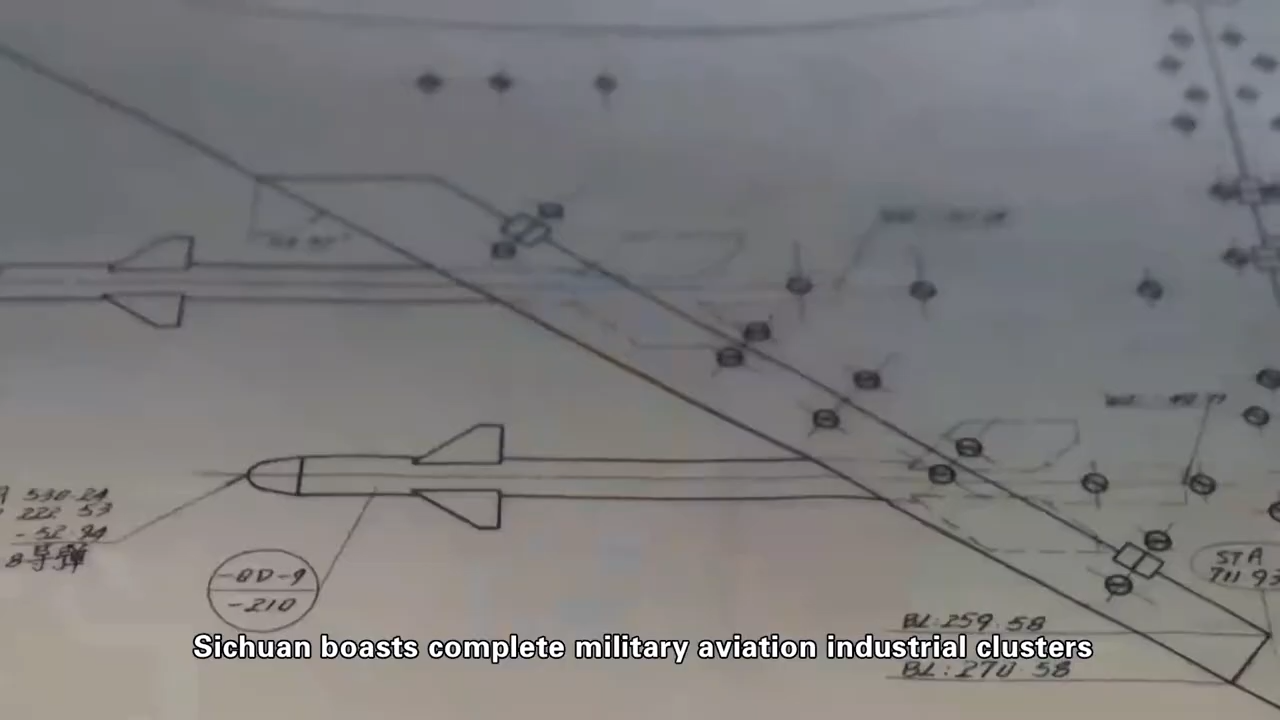 530.24
222 53
-52.94
8导弹
-QD-9
-210
STA
711 93
BL:259.58
Sichuan boasts complete military aviation industrial clusters
BL:270 58